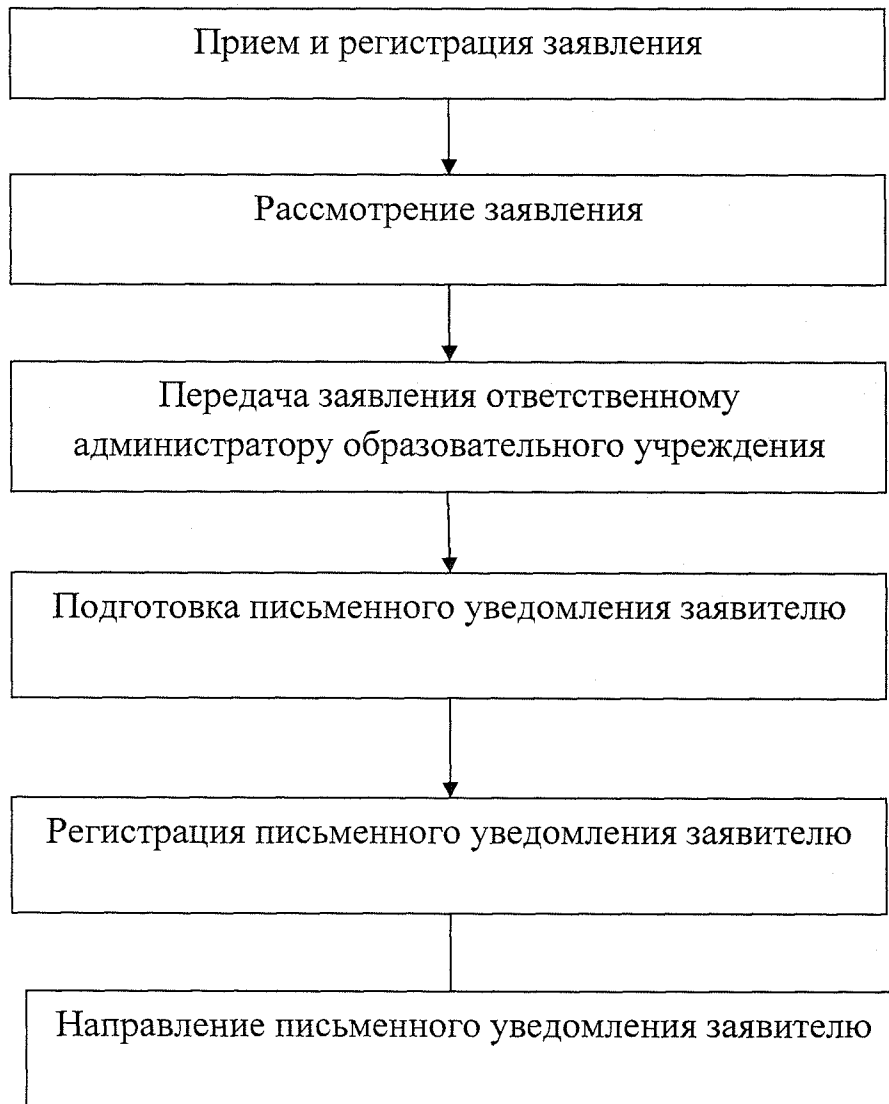 Прием и регистрация заявления
Рассмотрение заявления
Передача заявления ответственному
администратору образовательного учреждения
Подготовка письменного уведомления заявителю
Регистрация письменного уведомления заявителю
Направление письменного уведомления заявителю